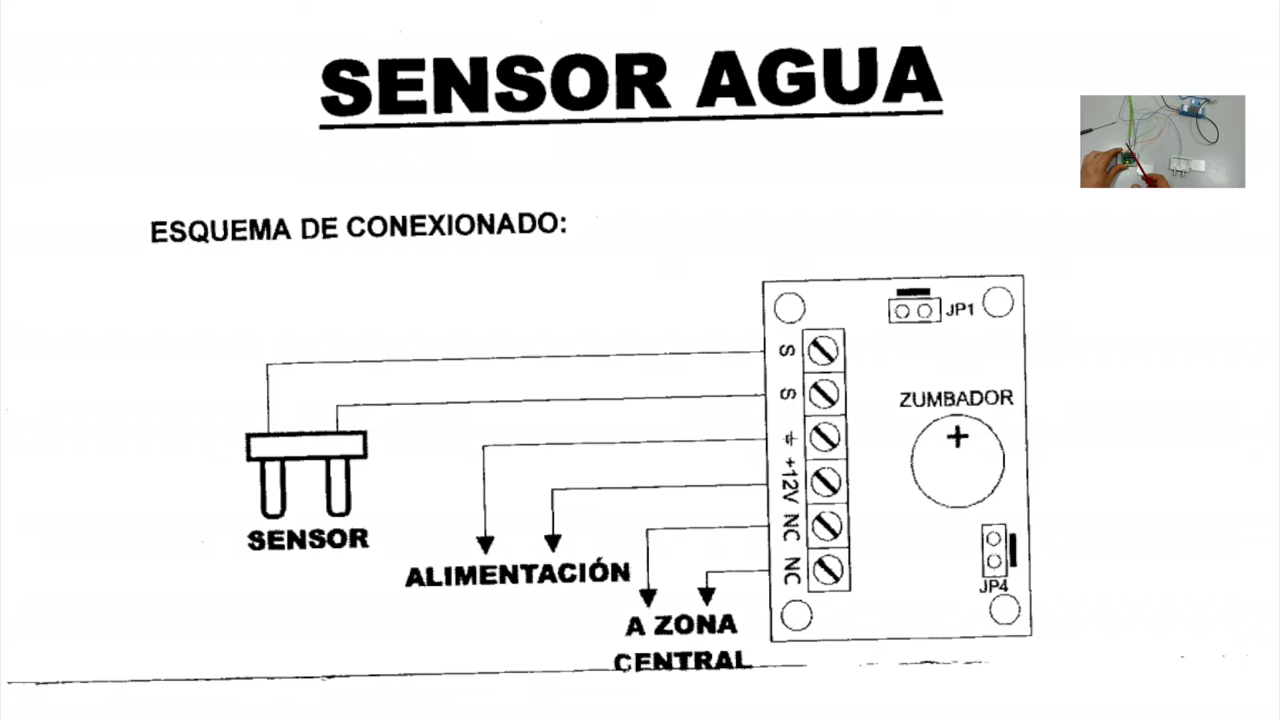 SENSOR AGUA
ESQUEMA DE CONEXIONADO:
JP1
S
S
ZUMBADOR
+
+12V
NC
NC
SENSOR
ALIMENTACIÓN
JP4
A ZONA
CENTRAL